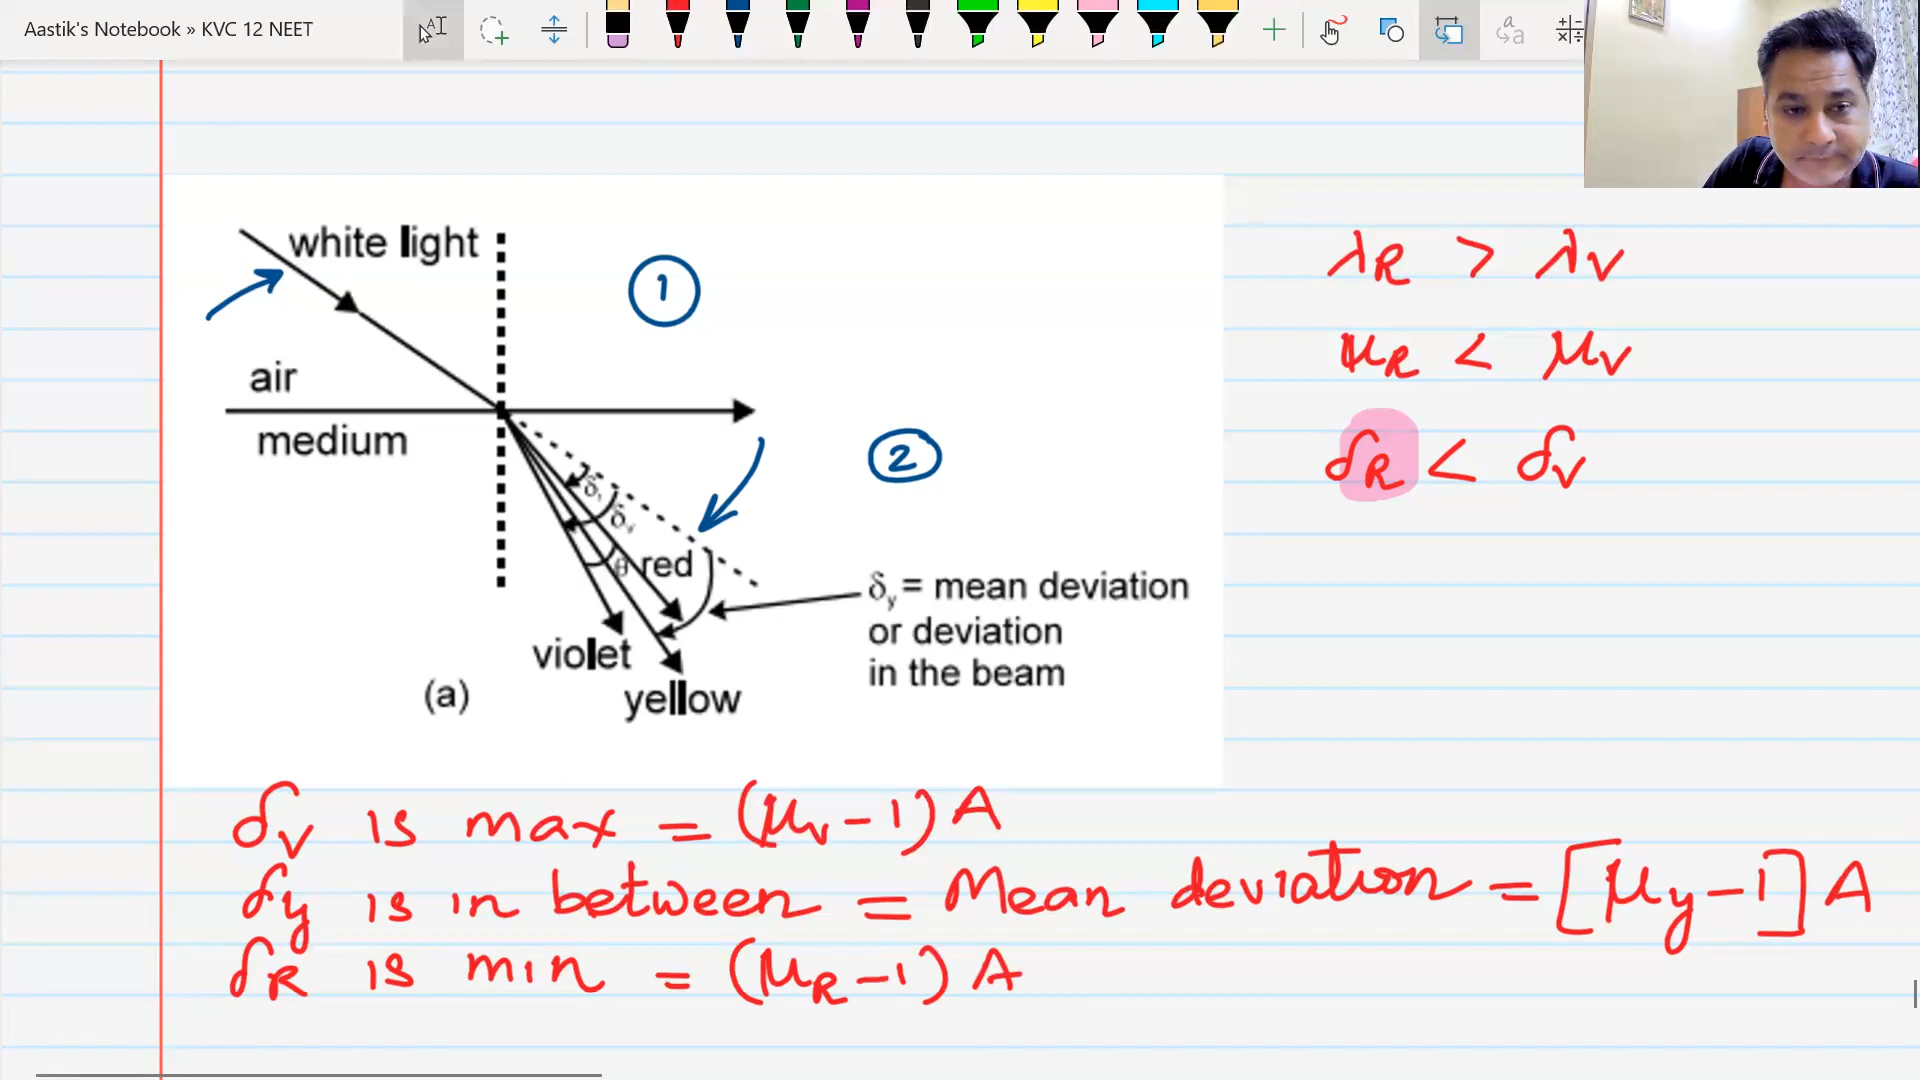 Aastik's Notebook » KVC 12 NEET
white light
1
air
medium
2
δ
δ
θ
red
violet
yellow
(a)
δy = mean deviation
or deviation
in the beam
λR > λV
μR < μV
δR < δV
δV is max = (μv - 1) A
δy is in between = Mean deviation = [μy - 1] A
δR is min = (μR - 1) A